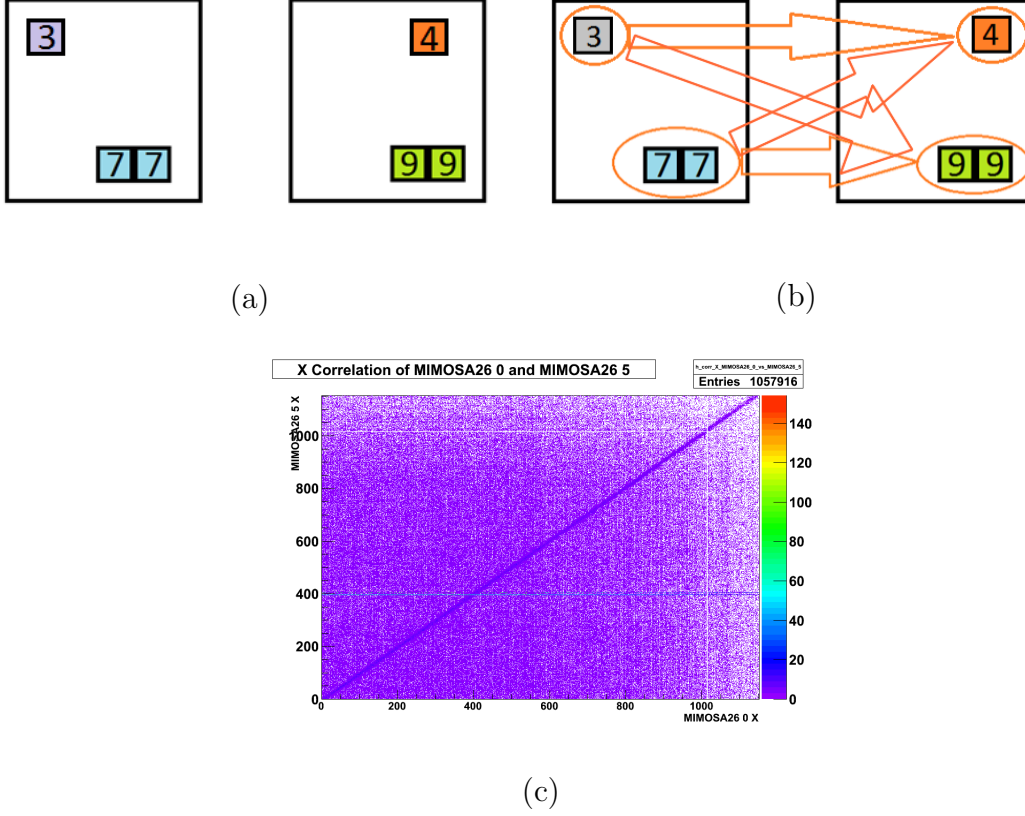 3
4
3
4
7 7
9 9
7 7
9 9
(a)
(b)
X Correlation of MIMOSA26 0 and MIMOSA26 5
h_corr_X_MIMOSA26_0_vs_MIMOSA26_5
Entries 1057916
MIMOSA26 5 X
1000
800
600
400
200
0
0 200 400 600 800 1000
MIMOSA26 0 X
140
120
100
80
60
40
20
0
(c)